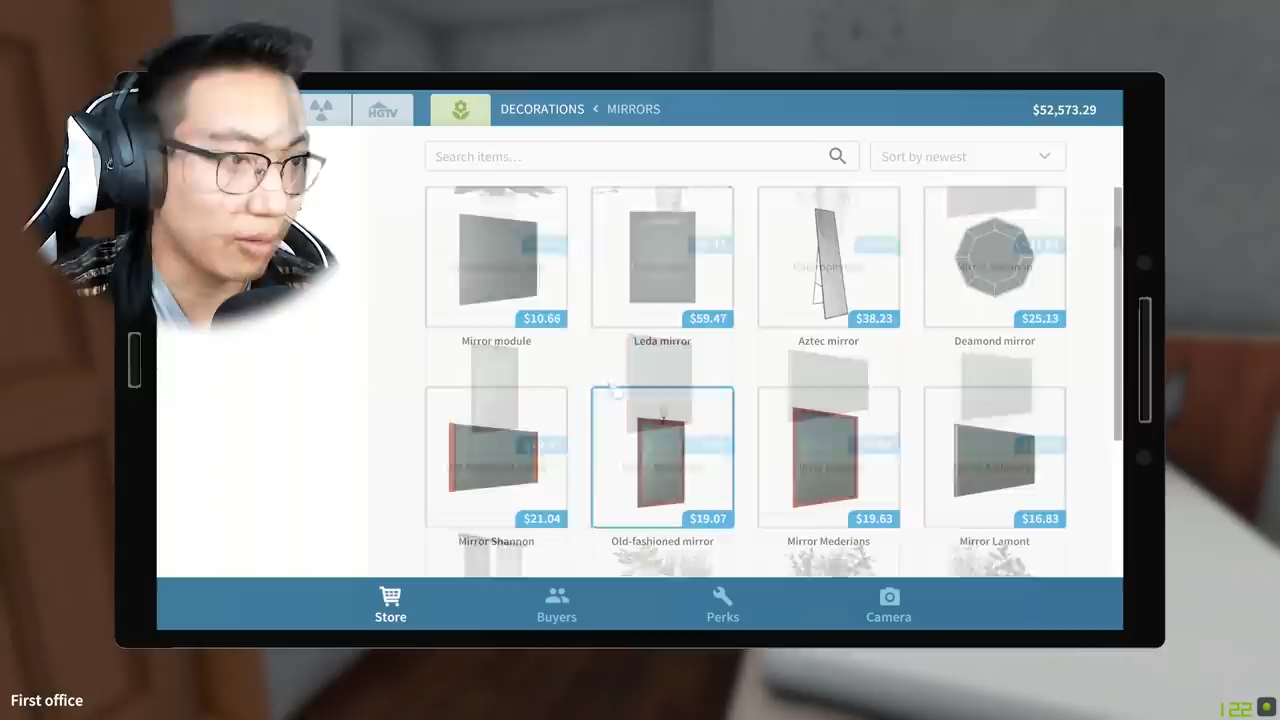 HGTV
DECORATIONS < MIRRORS
$52,573.29
Search items...
Sort by newest
$10.66
$59.47
$38.23
$25.13
Mirror module
Leda mirror
Aztec mirror
Deamond mirror
$21.04
$19.07
$19.63
$16.83
Mirror Shannon
Old-fashioned mirror
Mirror Mederians
Mirror Lamont
Store
Buyers
Perks
Camera
First office
122